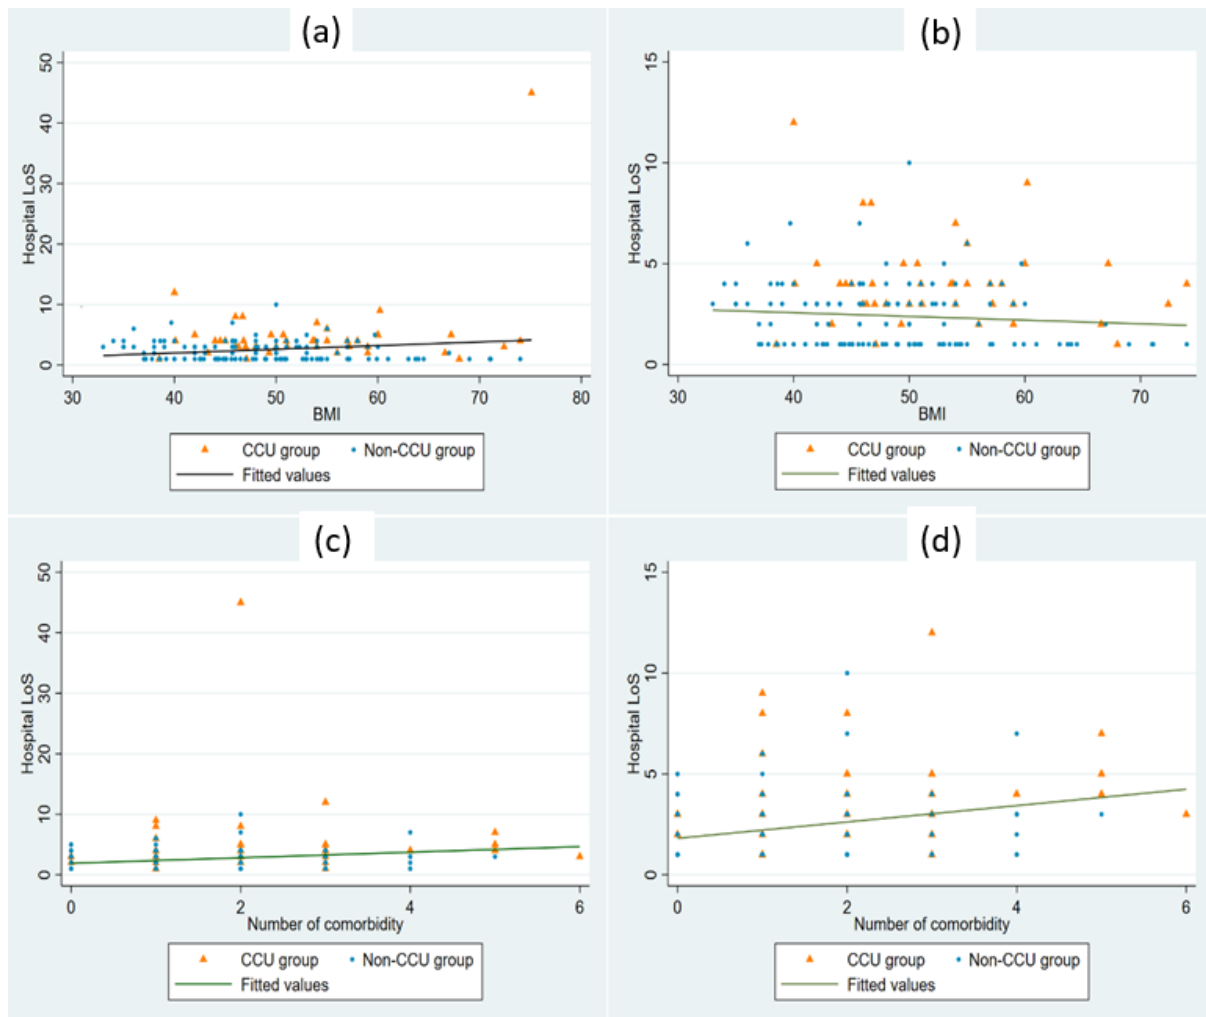 (a)
Hospital LoS
50
40
30
20
10
0
30 40 50 60 70 80
BMI
CCU group Non-CCU group
Fitted values
(b)
Hospital LoS
15
10
5
0
30 40 50 60 70
BMI
CCU group Non-CCU group
Fitted values
(c)
Hospital LoS
50
40
30
20
10
0
0 2 4 6
Number of comorbidity
CCU group Non-CCU group
Fitted values
(d)
Hospital LoS
15
10
5
0
0 2 4 6
Number of comorbidity
CCU group Non-CCU group
Fitted values